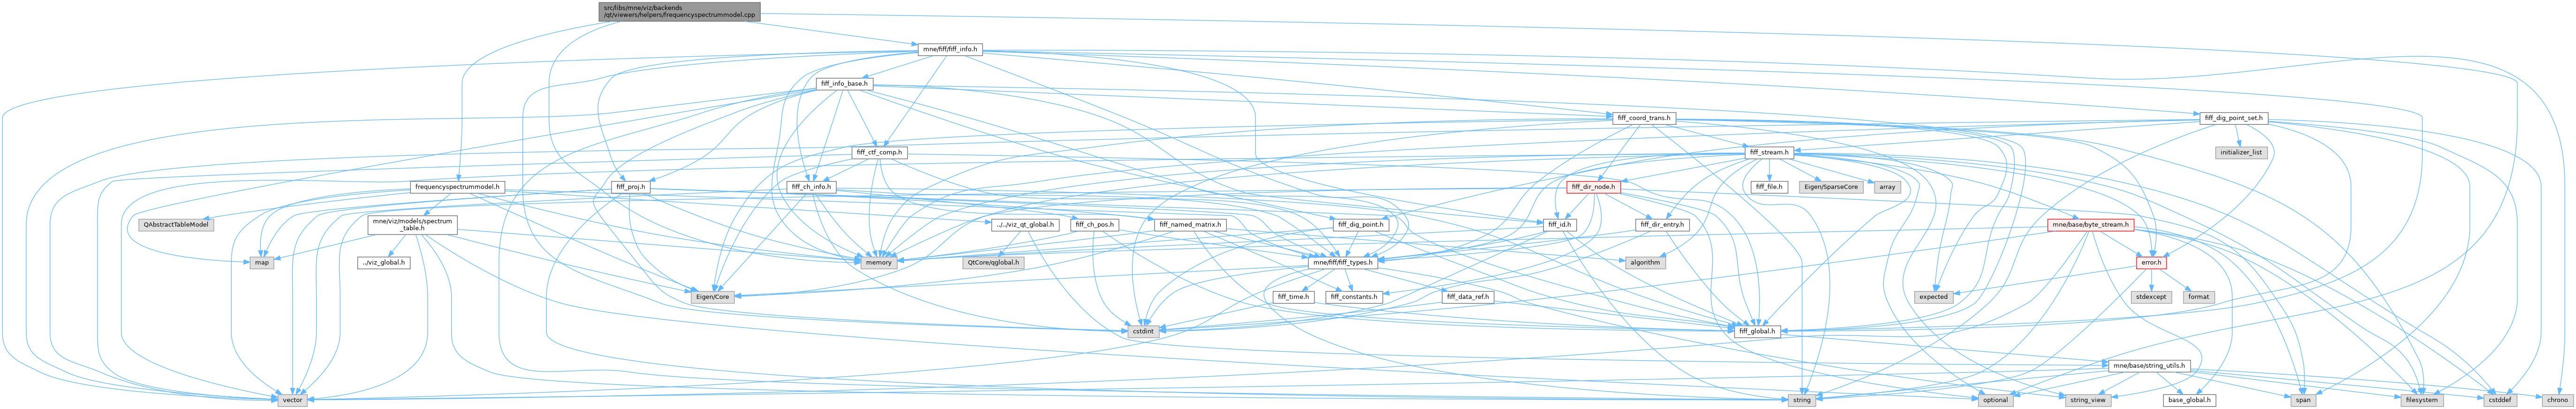 src/libs/mne/viz/backends
/qt/viewers/helpers/frequencyspectrummodel.cpp
mne/fiff/fiff_info.h
fiff_info_base.h
fiff_coord_trans.h
fiff_dig_point_set.h
fiff_ctf_comp.h
fiff_stream.h
initializer_list
frequencyspectrummodel.h
fiff_proj.h
fiff_ch_info.h
fiff_dir_node.h
fiff_file.h
Eigen/SparseCore
array
QAbstractTableModel
mne/viz/models/spectrum
_table.h
../../viz_qt_global.h
fiff_ch_pos.h
fiff_named_matrix.h
fiff_dig_point.h
fiff_id.h
fiff_dir_entry.h
mne/base/byte_stream.h
map
../viz_global.h
QtCore/qglobal.h
memory
algorithm
mne/fiff/fiff_types.h
error.h
Eigen/Core
fiff_time.h
fiff_constants.h
fiff_data_ref.h
expected
stdexcept
format
cstdint
fiff_global.h
mne/base/string_utils.h
vector
string
optional
string_view
base_global.h
span
filesystem
cstddef
chrono